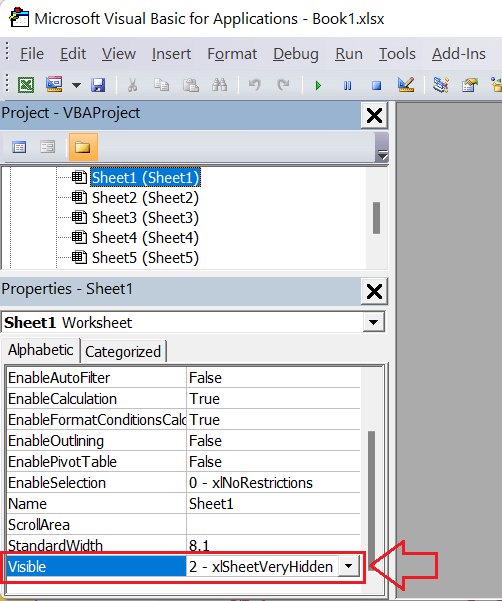 Microsoft Visual Basic for Applications - Book1.xlsx
File Edit View Insert Format Debug Run Tools Add-Ins
Project - VBAProject
Sheet1 (Sheet1)
Sheet2 (Sheet2)
Sheet3 (Sheet3)
Sheet4 (Sheet4)
Sheet5 (Sheet5)
Properties - Sheet1
Sheet1 Worksheet
Alphabetic Categorized
EnableAutoFilter False
EnableCalculation True
EnableFormatConditionsCalc True
EnableOutlining False
EnablePivotTable False
EnableSelection 0 - xlNoRestrictions
Name Sheet1
ScrollArea
StandardWidth 8.1
Visible 2 - xlSheetVeryHidden